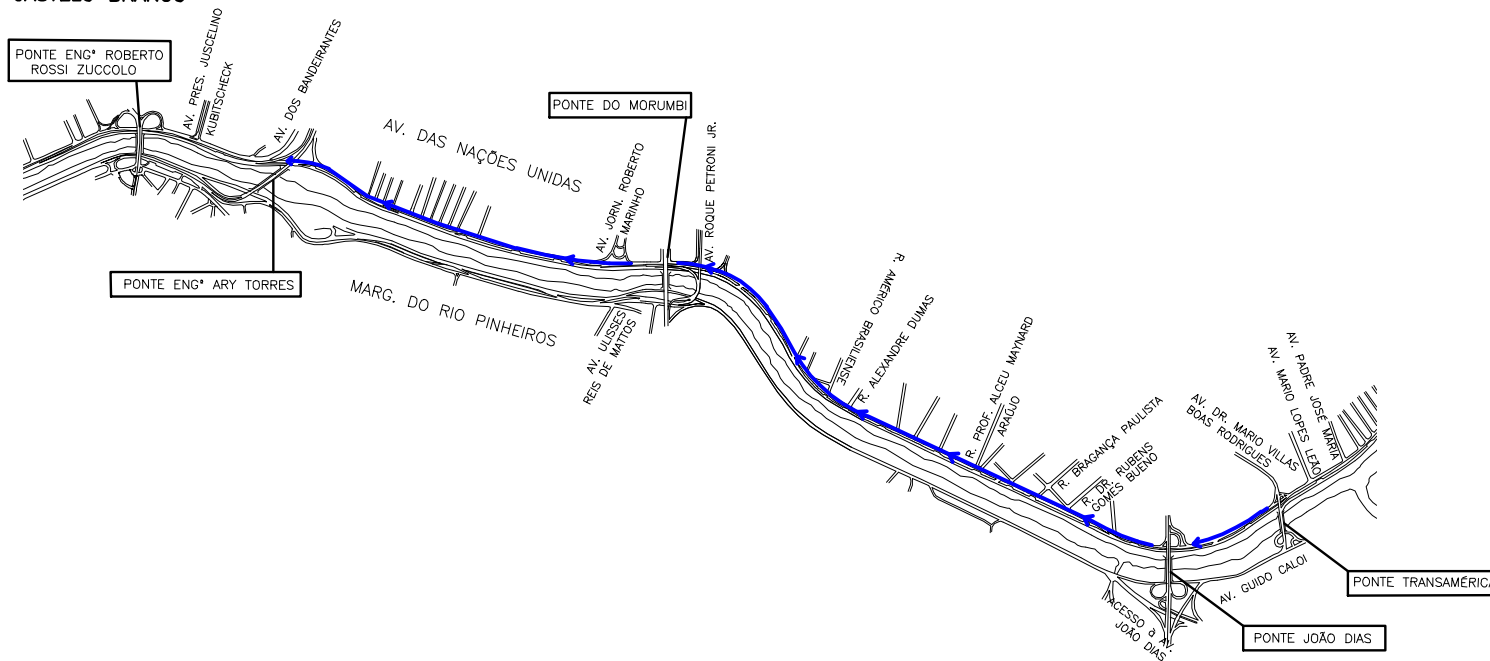 CASTELO BRANCO
PONTE ENGº ROBERTO
ROSSI ZUCCOLO
AV. PRES. JUSCELINO
KUBITSCHECK
AV. DOS BANDEIRANTES
AV. DAS NAÇÕES UNIDAS
PONTE DO MORUMBI
AV. JORN. ROBERTO
MARINHO
AV. ROQUE PETRONI JR.
PONTE ENGº ARY TORRES
MARG. DO RIO PINHEIROS
AV. ULISSES
REIS DE MATTOS
R. AMÉRICO BRASILIENSE
R. ALEXANDRE DUMAS
R. PROF. ALCEU MAYNARD
ARAÚJO
R. BRAGANÇA PAULISTA
R. DR. RUBENS
GOMES BUENO
AV. DR. MARIO VILLAS
BOAS RODRIGUES
AV. MARIO LOPES LEÃO
AV. PADRE JOSÉ MARIA
AV. GUIDO CALOI
PONTE TRANSAMÉRICA
ACESSO à AV.
JOÃO DIAS
PONTE JOÃO DIAS